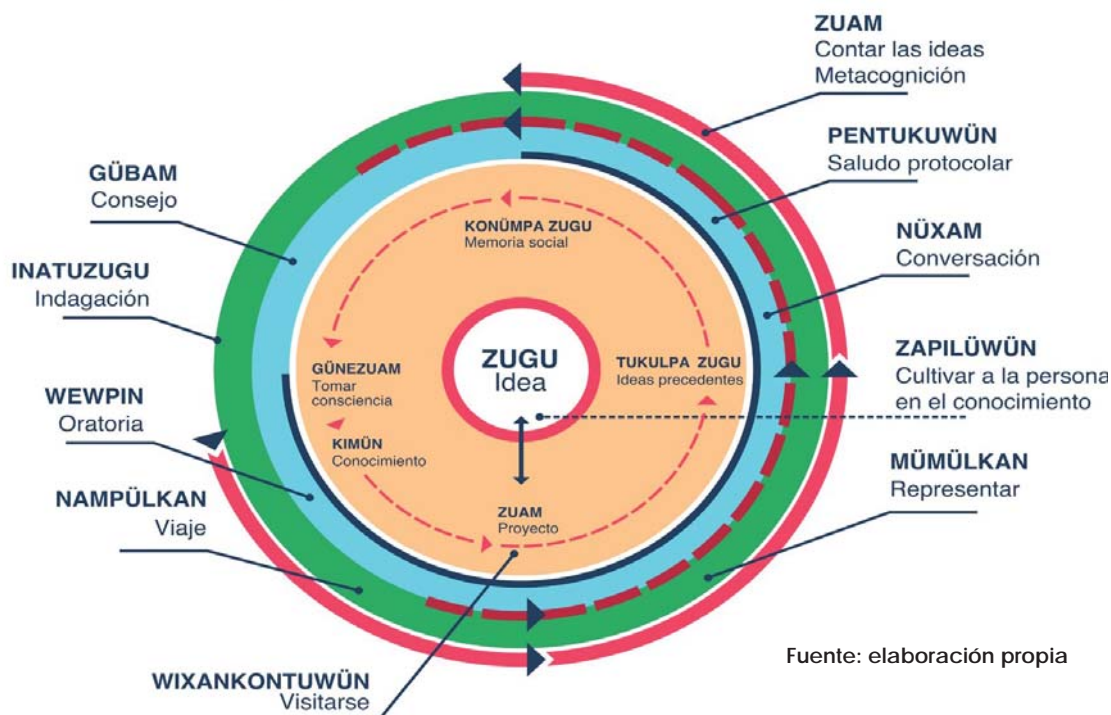 ZUAM
Contar las ideas
Metacognición
PENTUKUWÜN
Saludo protocolar
NÜXAM
Conversación
ZAPILÜWÜN
Cultivar a la persona
en el conocimiento
MÜMÜLKAN
Representar
GÜBAM
Consejo
INATUZUGU
Indagación
WEWPIN
Oratoria
NAMPÜLKAN
Viaje
WIXANKONTUWÜN
Visitarse
KONÜMPA ZUGU
Memoria social
GÜNEZUAM
Tomar
consciencia
KIMÜN
Conocimiento
ZUGU
Idea
TUKULPA ZUGU
Ideas precedentes
ZUAM
Proyecto
Fuente: elaboración propia